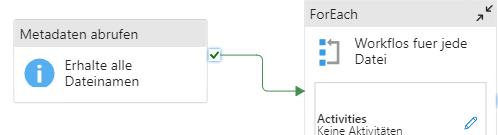 Metadaten abrufen
Erhalte alle
Dateinamen
ForEach
Workflos fuer jede
Datei
Activities
Keine Aktivitäten